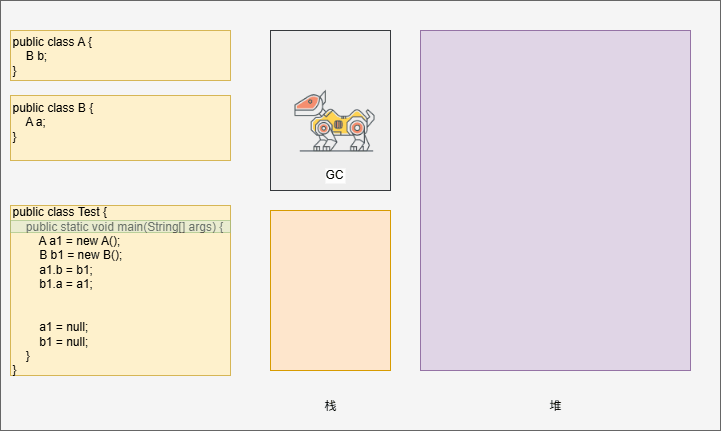 public class A {
    B b;
}
public class B {
    A a;
}
public class Test {
    public static void main(String[] args) {
        A a1 = new A();
        B b1 = new B();
        a1.b = b1;
        b1.a = a1;
        a1 = null;
        b1 = null;
    }
}
GC
栈
堆